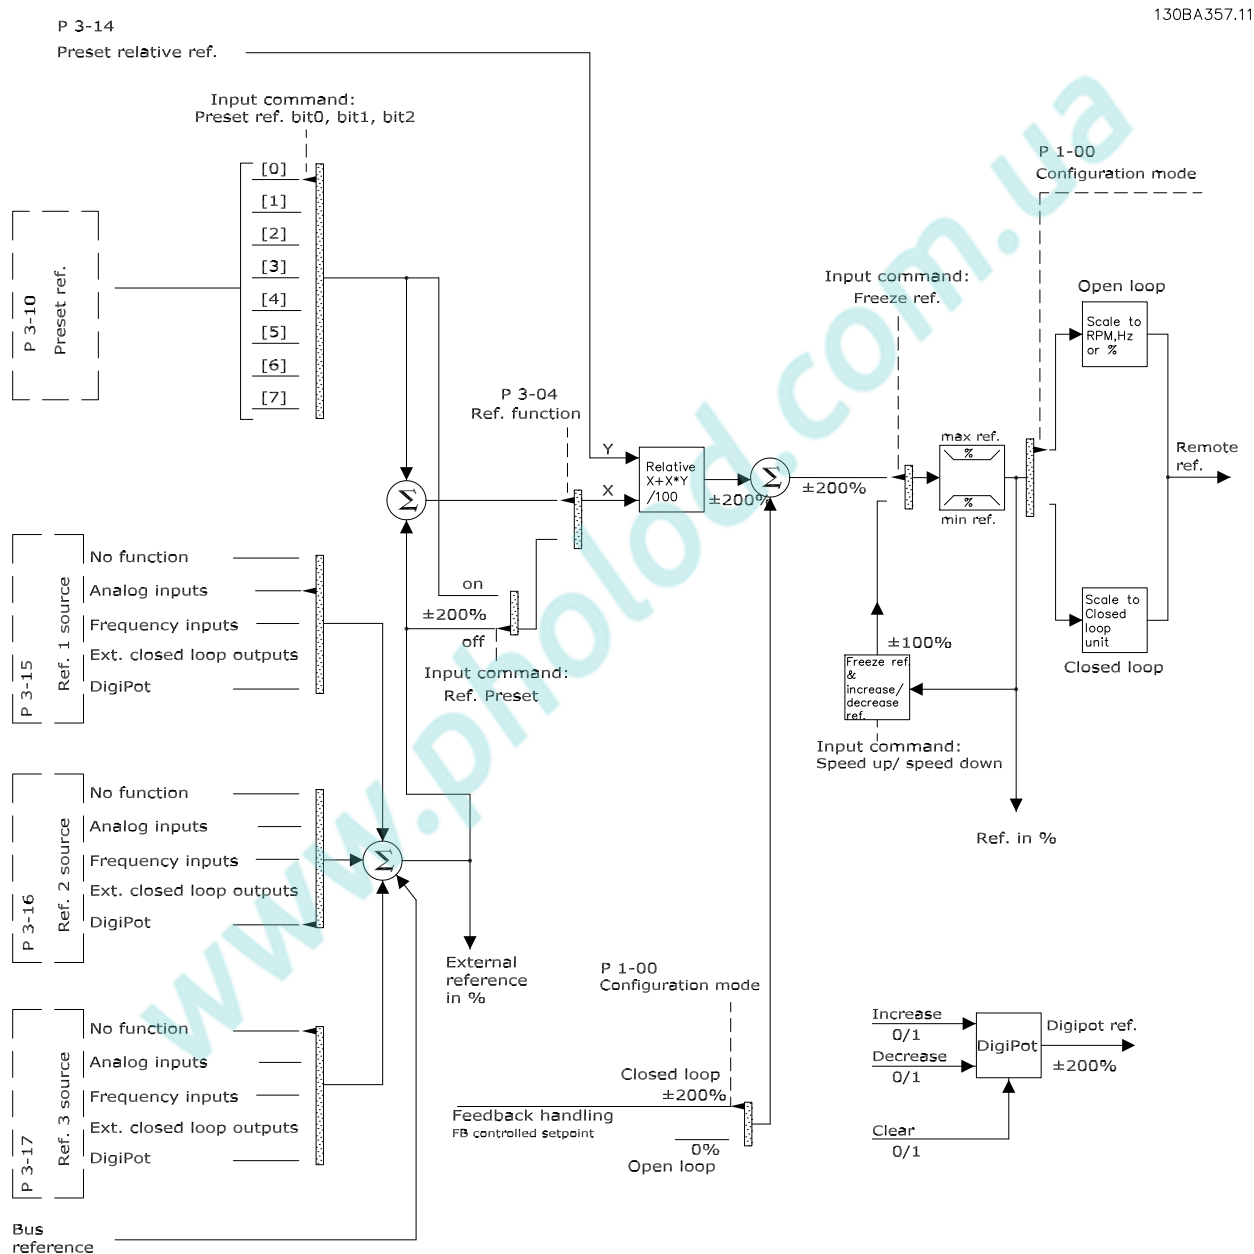 130BA357.11
P 3-14
Preset relative ref.
Input command:
Preset ref. bit0, bit1, bit2
[0]
[1]
[2]
[3]
[4]
[5]
[6]
[7]
P 3-10
Preset ref.
P 1-00
Configuration mode
Input command:
Freeze ref.
Open loop
Scale to
RPM,Hz
or %
P 3-04
Ref. function
Y
X
Relative
X+X*Y
/100
±200%
Σ
±200%
max ref.
%
%
min ref.
Remote
ref.
Σ
on
±200%
off
Input command:
Ref. Preset
±100%
Freeze ref.
&
increase/
decrease
ref.
Input command:
Speed up/ speed down
Scale to
Closed
loop
unit
Closed loop
Ref. in %
P 3-15
Ref. 1 source
No function
Analog inputs
Frequency inputs
Ext. closed loop outputs
DigiPot
P 3-16
Ref. 2 source
No function
Analog inputs
Frequency inputs
Ext. closed loop outputs
DigiPot
Σ
External
reference
in %
P 3-17
Ref. 3 source
No function
Analog inputs
Frequency inputs
Ext. closed loop outputs
DigiPot
Bus
reference
P 1-00
Configuration mode
Closed loop
±200%
Feedback handling
FB controlled setpoint
0%
Open loop
Increase
0/1
Decrease
0/1
Clear
0/1
DigiPot
Digipot ref.
±200%
www.pholod.com.ua